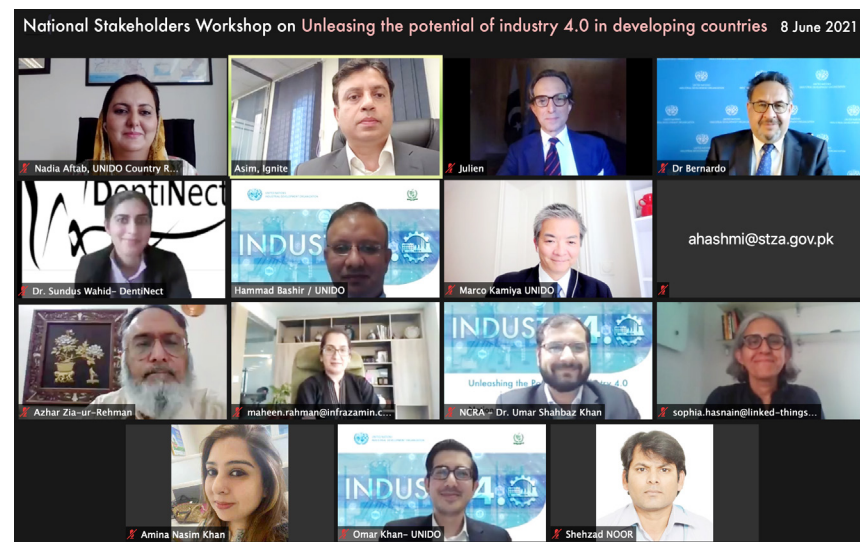 National Stakeholders Workshop on Unleasing the potential of industry 4.0 in developing countries 8 June 2021
Nadia Aftab, UNIDO Country R...
Asim, Ignite
Julien
Dr Bernardo
DentiNect
Dr. Sundus Wahid- DentiNect
INDUS
Hammad Bashir / UNIDO
Marco Kamiya UNIDO
ahashmi@stza.gov.pk
Azhar Zia-ur-Rehman
maheen.rahman@infrazamin.c...
INDUST 4.0
Unleashing the P 4.0
NCRA - Dr. Umar Shahbaz Khan
sophia.hasnain@linked-things...
Amina Nasim Khan
INDUS 4.
Omar Khan- UNIDO
Shehzad NOOR